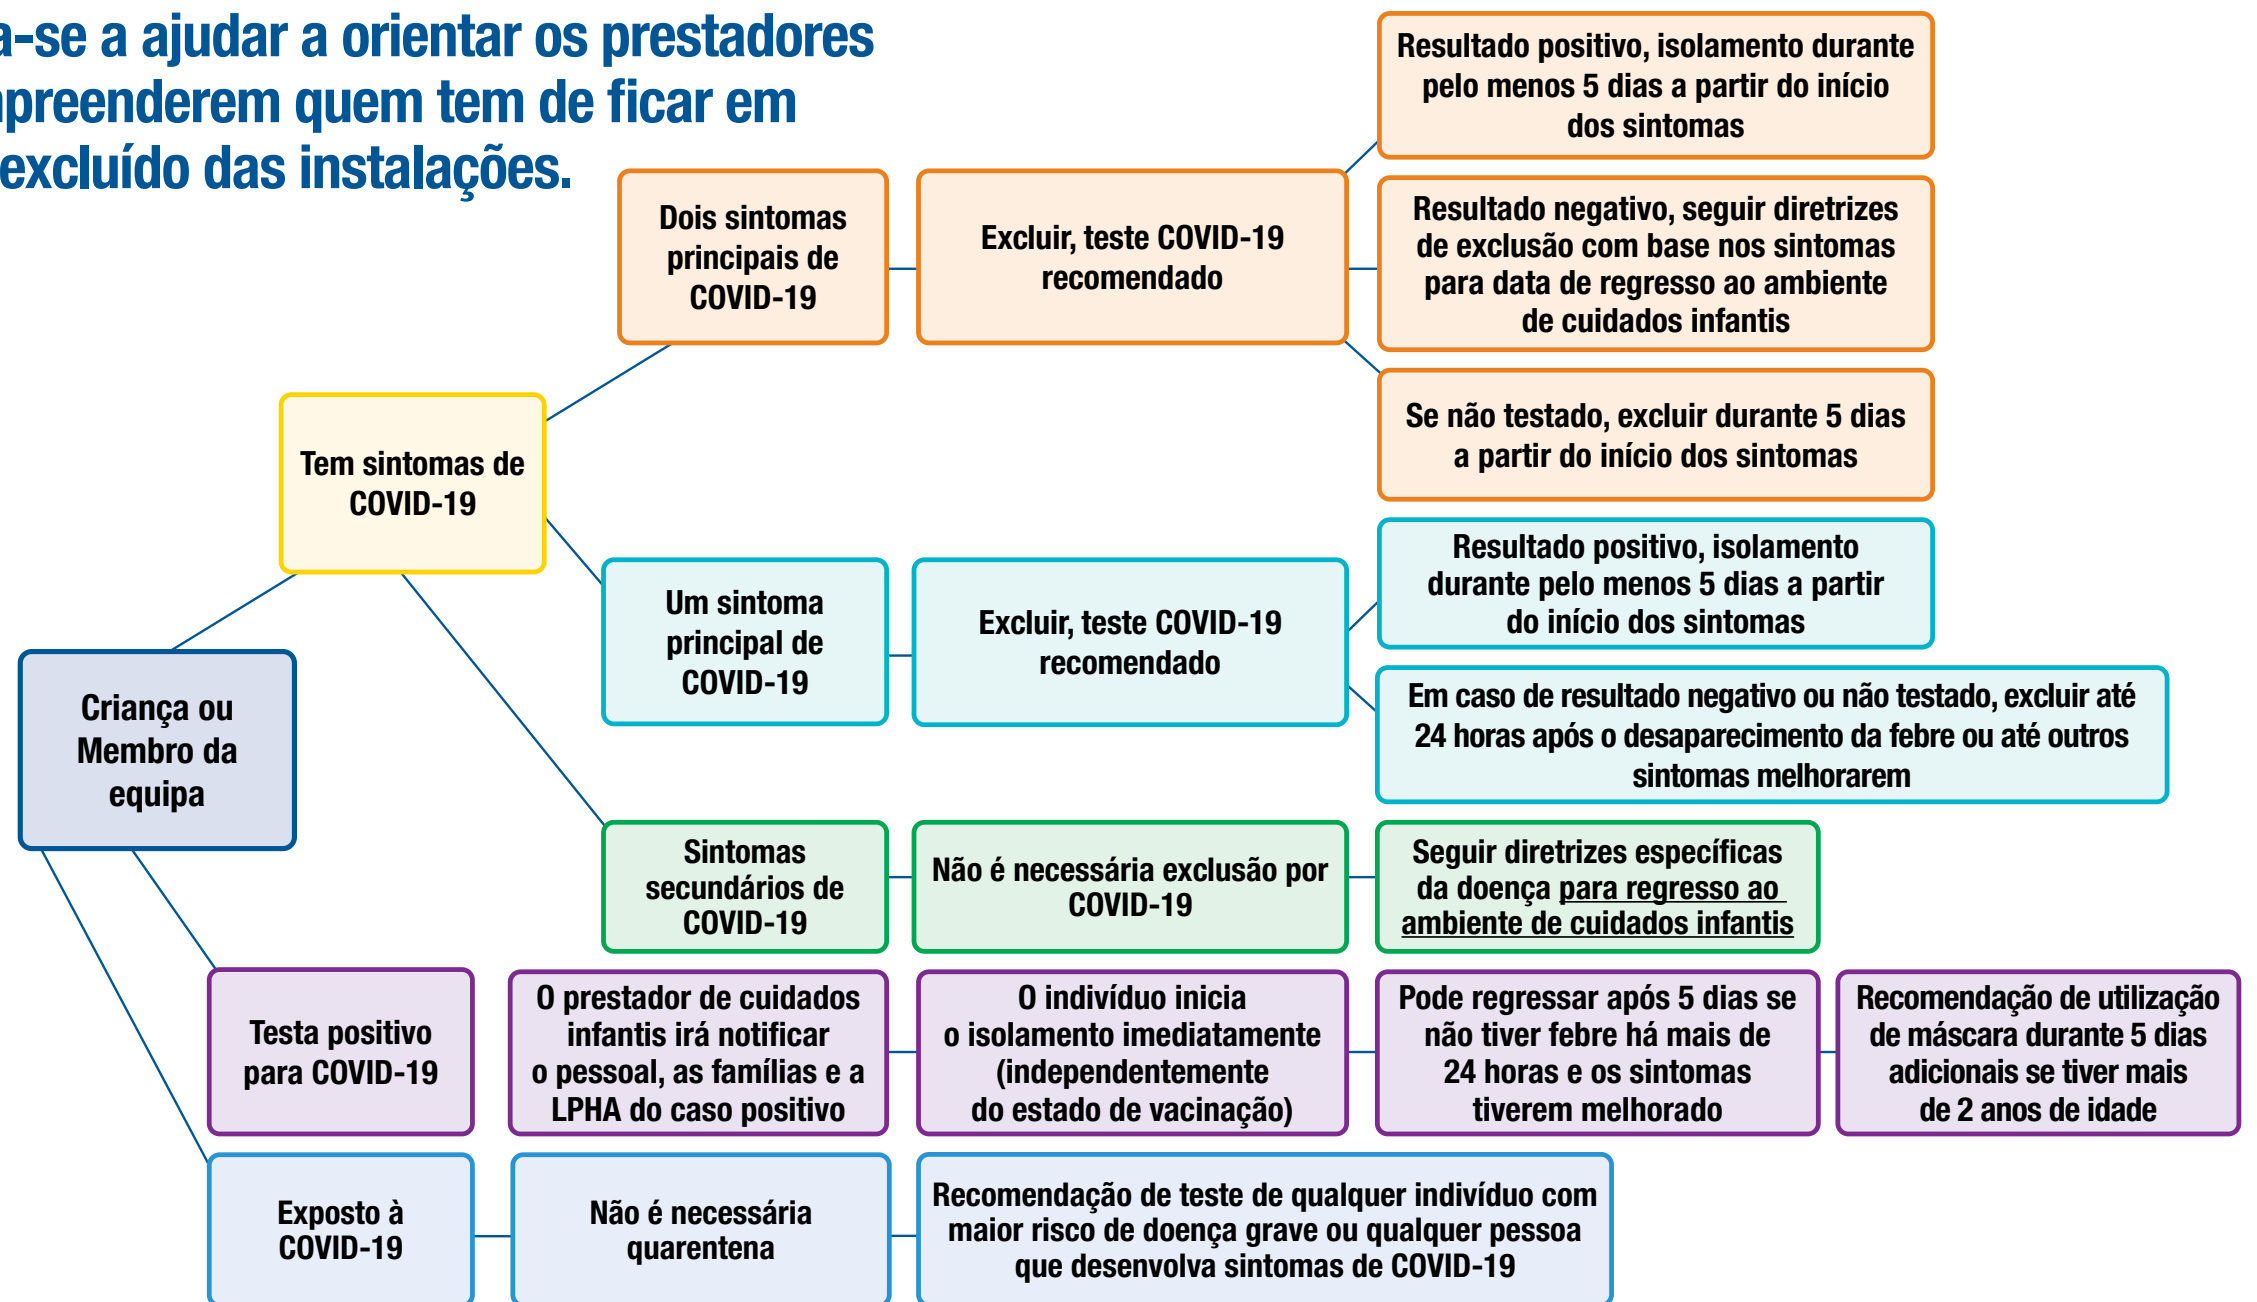 a-se a ajudar a orientar os prestadores
preenderem quem tem de ficar em
excluído das instalações.
Criança ou
Membro da
equipa
Tem sintomas de
COVID-19
Dois sintomas
principais de
COVID-19
Excluir, teste COVID-19
recomendado
Resultado positivo, isolamento durante
pelo menos 5 dias a partir do início
dos sintomas
Resultado negativo, seguir diretrizes
de exclusão com base nos sintomas
para data de regresso ao ambiente
de cuidados infantis
Se não testado, excluir durante 5 dias
a partir do início dos sintomas
Um sintoma
principal de
COVID-19
Excluir, teste COVID-19
recomendado
Resultado positivo, isolamento
durante pelo menos 5 dias a partir
do início dos sintomas
Em caso de resultado negativo ou não testado, excluir até
24 horas após o desaparecimento da febre ou até outros
sintomas melhorarem
Sintomas
secundários de
COVID-19
Não é necessária exclusão por
COVID-19
Seguir diretrizes específicas
da doença para regresso ao
ambiente de cuidados infantis
Testa positivo
para COVID-19
O prestador de cuidados
infantis irá notificar
o pessoal, as famílias e a
LPHA do caso positivo
O indivíduo inicia
o isolamento imediatamente
(independentemente
do estado de vacinação)
Pode regressar após 5 dias se
não tiver febre há mais de
24 horas e os sintomas
tiverem melhorado
Recomendação de utilização
de máscara durante 5 dias
adicionais se tiver mais
de 2 anos de idade
Exposto à
COVID-19
Não é necessária
quarentena
Recomendação de teste de qualquer indivíduo com
maior risco de doença grave ou qualquer pessoa
que desenvolva sintomas de COVID-19